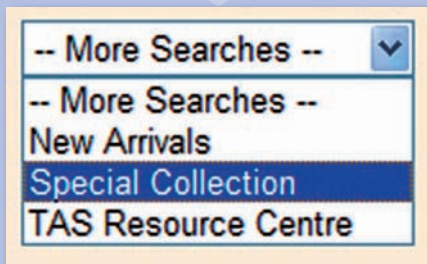 -- More Searches --
-- More Searches --
New Arrivals
Special Collection
TAS Resource Centre